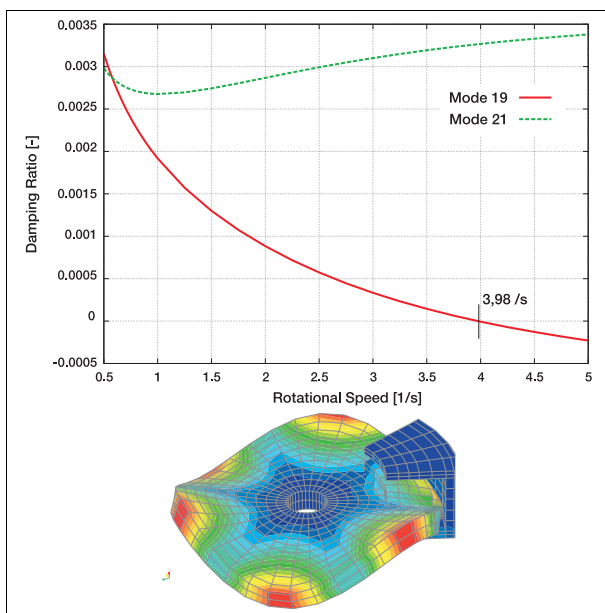 0.0035
0.003
0.0025
0.002
0.0015
0.001
0.0005
0
-0.0005
Damping Ratio [-]
Mode 19
Mode 21
3,98 /s
0.5 1 1.5 2 2.5 3 3.5 4 4.5 5
Rotational Speed [1/s]